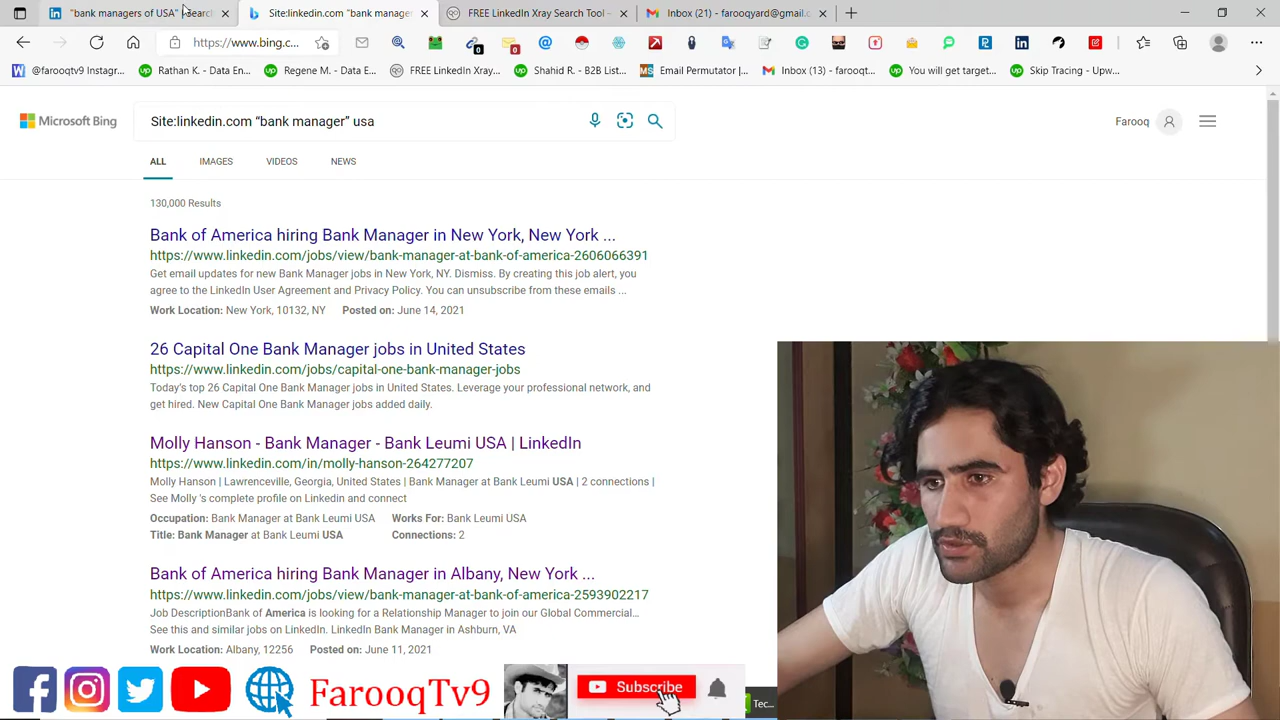 "bank managers of USA" | Search
Site:linkedin.com "bank manager
FREE LinkedIn Xray Search Tool –
Inbox (21) - farooqyard@gmail.c
https://www.bing.c...
@farooqtv9 Instagr...
Rathan K. - Data En...
Regena M. - Data E...
FREE LinkedIn Xray...
Shahid R. - B2B List...
Email Permutator |...
Inbox (13) - farooqt...
You will get target...
Skip Tracing - Upw...
Microsoft Bing
Site:linkedin.com “bank manager” usa
Farooq
ALL
IMAGES
VIDEOS
NEWS
130,000 Results
Bank of America hiring Bank Manager in New York, New York ...
https://www.linkedin.com/jobs/view/bank-manager-at-bank-of-america-2606066391
Get email updates for new Bank Manager jobs in New York, NY. Dismiss. By creating this job alert, you
agree to the LinkedIn User Agreement and Privacy Policy. You can unsubscribe from these emails ...
Work Location: New York, 10132, NY Posted on: June 14, 2021
26 Capital One Bank Manager jobs in United States
https://www.linkedin.com/jobs/capital-one-bank-manager-jobs
Today's top 26 Capital One Bank Manager jobs in United States. Leverage your professional network, and
get hired. New Capital One Bank Manager jobs added daily.
Molly Hanson - Bank Manager - Bank Leumi USA | LinkedIn
https://www.linkedin.com/in/molly-hanson-264277207
Molly Hanson | Lawrenceville, Georgia, United States | Bank Manager at Bank Leumi USA | 2 connections |
See Molly 's complete profile on Linkedin and connect
Occupation: Bank Manager at Bank Leumi USA Works For: Bank Leumi USA
Title: Bank Manager at Bank Leumi USA Connections: 2
Bank of America hiring Bank Manager in Albany, New York ...
https://www.linkedin.com/jobs/view/bank-manager-at-bank-of-america-2593902217
Job DescriptionBank of America is looking for a Relationship Manager to join our Global Commercial...
See this and similar jobs on LinkedIn. LinkedIn Bank Manager in Ashburn, VA
Work Location: Albany, 12256 Posted on: June 11, 2021
FarooqTv9
Subscribe
Tec...